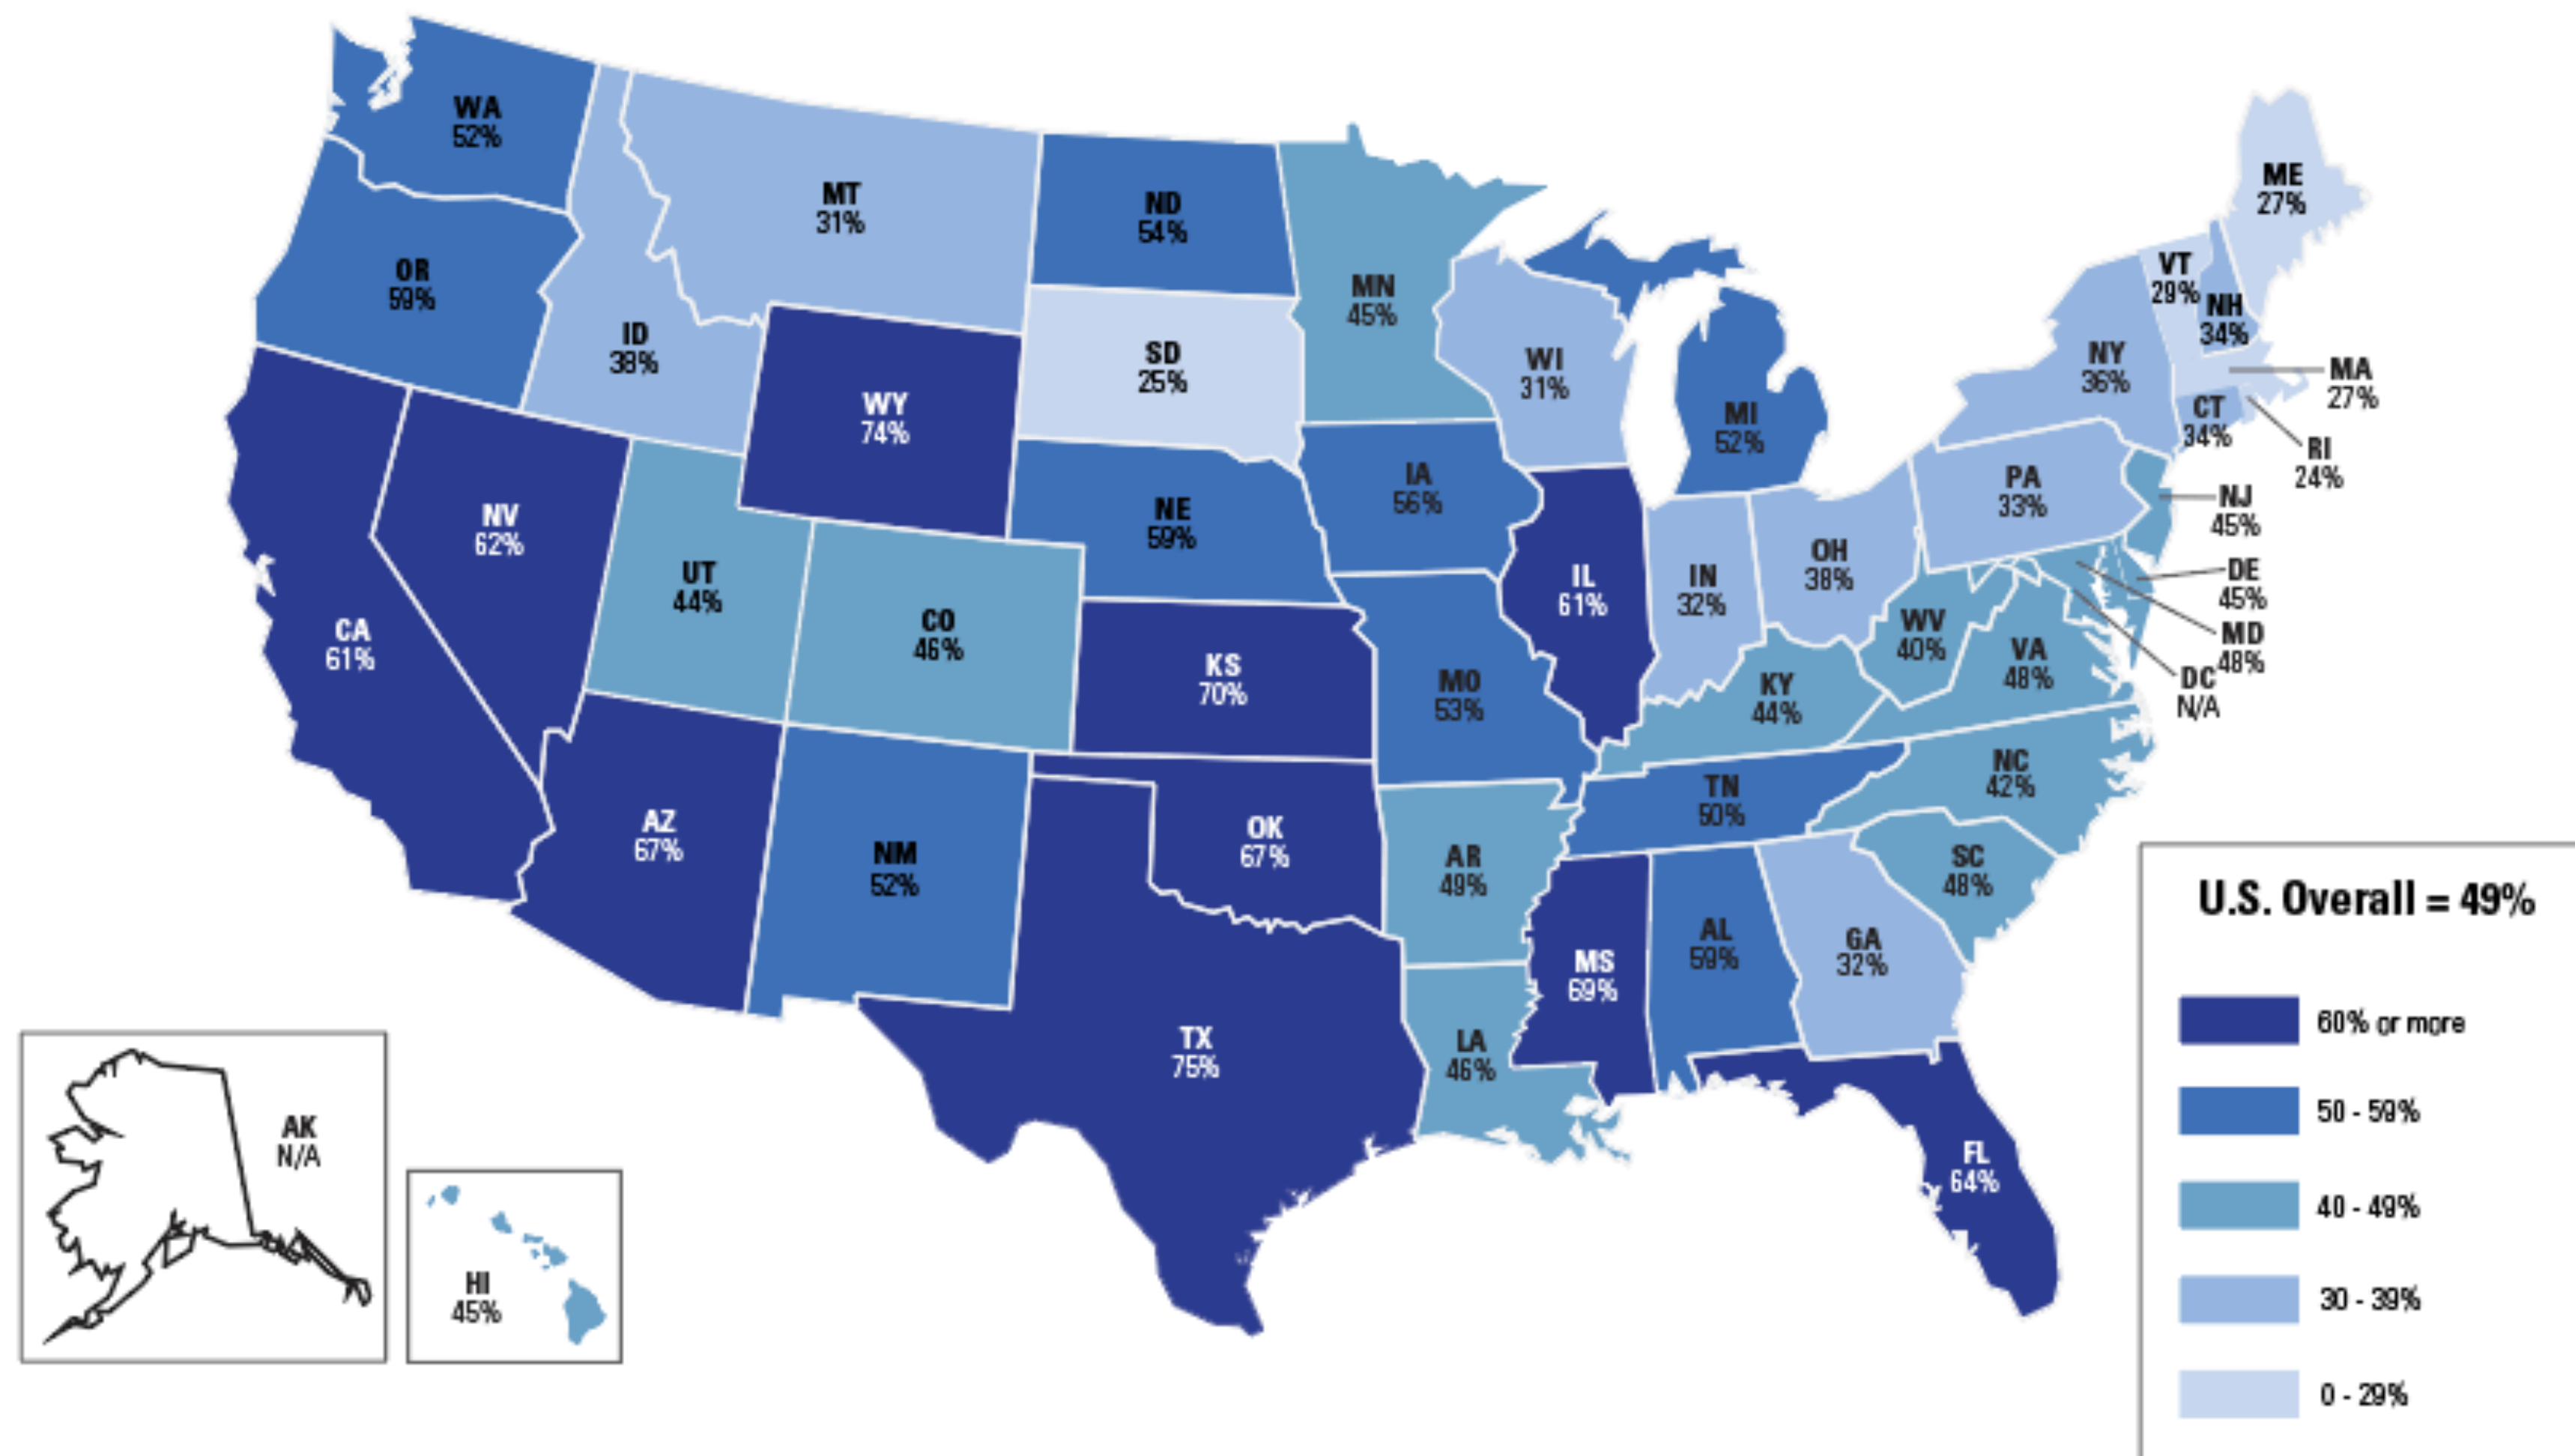 WA
52%
OR
59%
CA
61%
NV
62%
ID
38%
MT
31%
WY
74%
UT
44%
CO
46%
AZ
67%
NM
52%
ND
54%
SD
25%
NE
59%
KS
70%
OK
67%
TX
75%
MN
45%
IA
56%
MO
53%
AR
49%
LA
46%
WI
31%
IL
61%
MI
52%
IN
32%
OH
38%
KY
44%
TN
50%
MS
69%
AL
59%
GA
32%
FL
64%
SC
48%
NC
42%
VA
48%
WV
40%
PA
33%
NY
36%
VT
29%
NH
34%
ME
27%
MA
27%
CT
34%
RI
24%
NJ
45%
DE
45%
MD
48%
DC
N/A
AK
N/A
HI
45%
U.S. Overall = 49%
60% or more
50 - 59%
40 - 49%
30 - 39%
0 - 29%